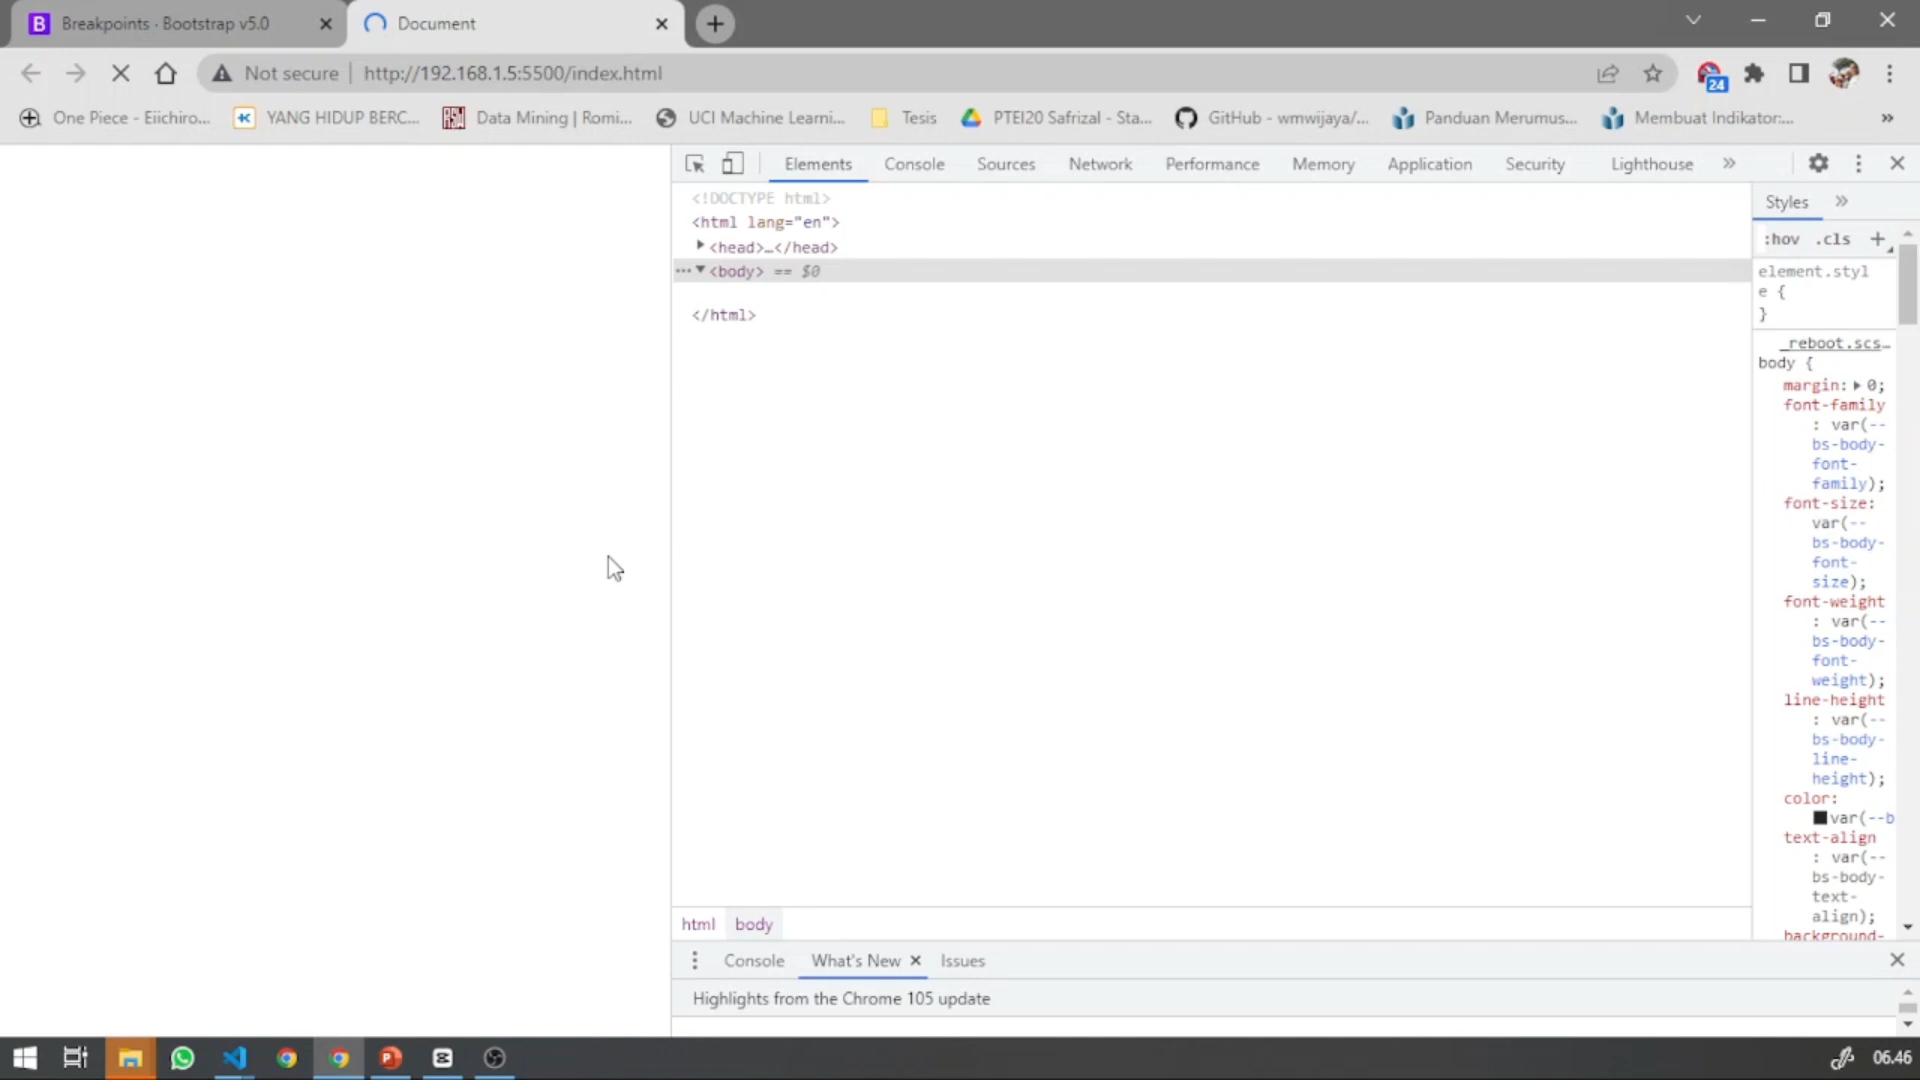 Breakpoints · Bootstrap v5.0
Document
Not secure
http://192.168.1.5:5500/index.html
24
One Piece - Eiichiro...
YANG HIDUP BERC...
Data Mining | Romi...
UCI Machine Learni...
Tesis
PTEI20 Safrizal - Sta...
GitHub - wmwijaya/...
Panduan Merumus...
Membuat Indikator:...
»
Elements
Console
Sources
Network
Performance
Memory
Application
Security
Lighthouse
»
<!DOCTYPE html>
<html lang="en">
<head>…</head>
<body> == $0
</html>
Styles
»
:hov .cls +
element.styl
e {
}
_reboot.scs…
body {
margin: 0;
font-family
: var(--
bs-body-
font-
family);
font-size:
var(--
bs-body-
font-
size);
font-weight
: var(--
bs-body-
font-
weight);
line-height
: var(--
bs-body-
line-
height);
color:
var(--b
text-align
: var(--
bs-body-
text-
align);
background-
html body
Console
What's New
Issues
Highlights from the Chrome 105 update
06.46